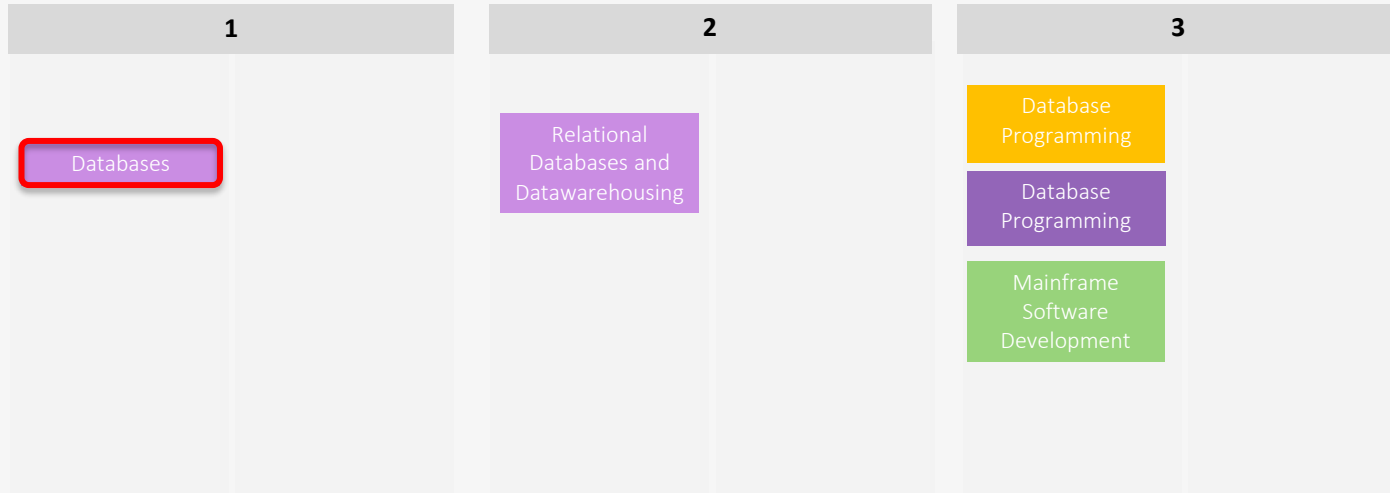 1
2
3
Databases
Relational
Databases and
Datawarehousing
Database
Programming
Database
Programming
Mainframe
Software
Development